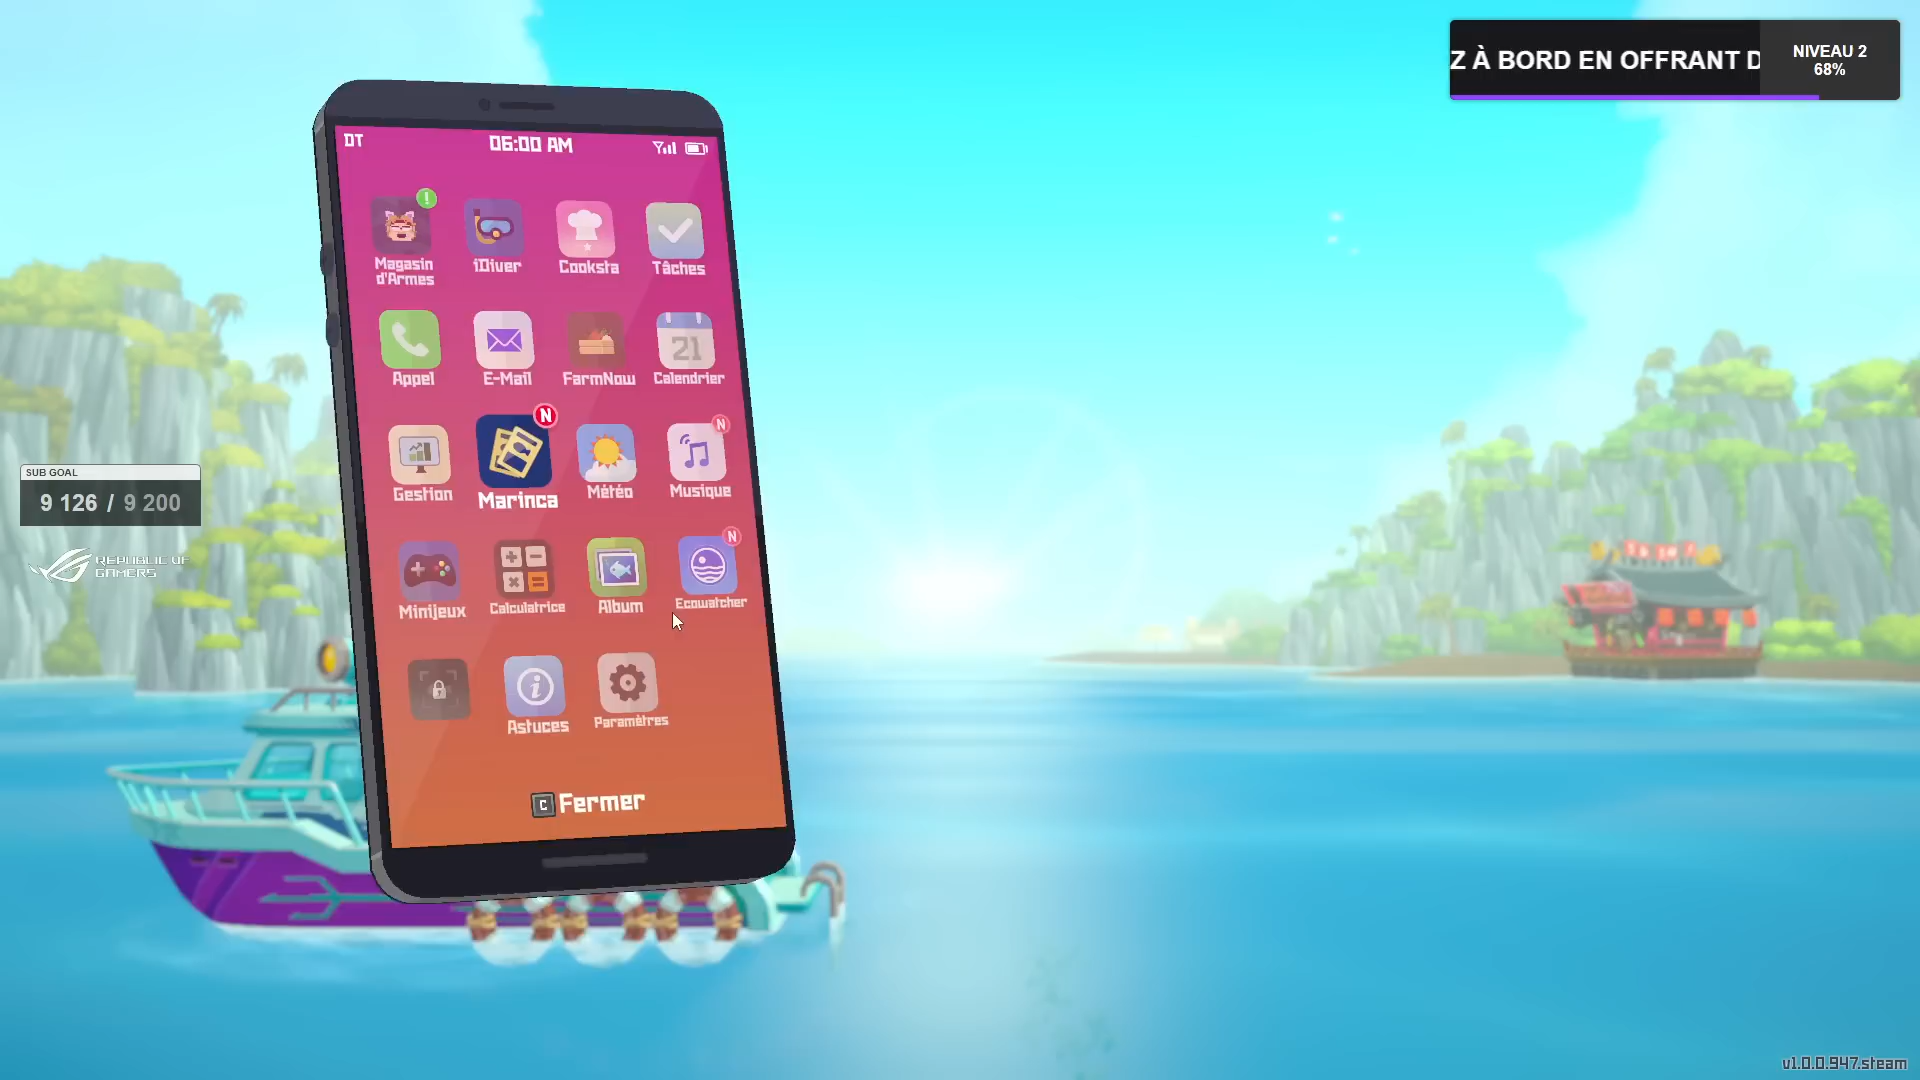 Z À BORD EN OFFRANT D
NIVEAU 2
68%
DT
06:00 AM
!
Magasin
d'Armes
iDiver
Cooksta
Tâches
Appel
E-Mail
FarmNow
21
Calendrier
Gestion
N
Marinca
Météo
N
Musique
Minijeux
Calculatrice
Album
N
Ecowatcher
i
Astuces
Paramètres
C Fermer
SUB GOAL
9 126 / 9 200
REPUBLIC OF
GAMERS
v1.0.0.947.steam